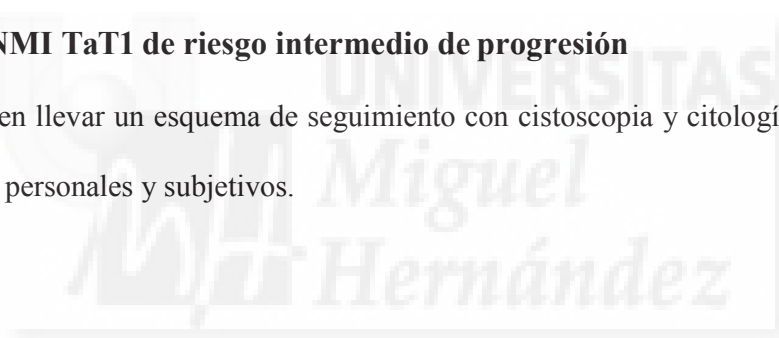 NMI TaT1 de riesgo intermedio de progresión
UNIVERSITAS
en llevar un esquema de seguimiento con cistoscopia y citologí
personales y subjetivos.
Miguel
Hernández